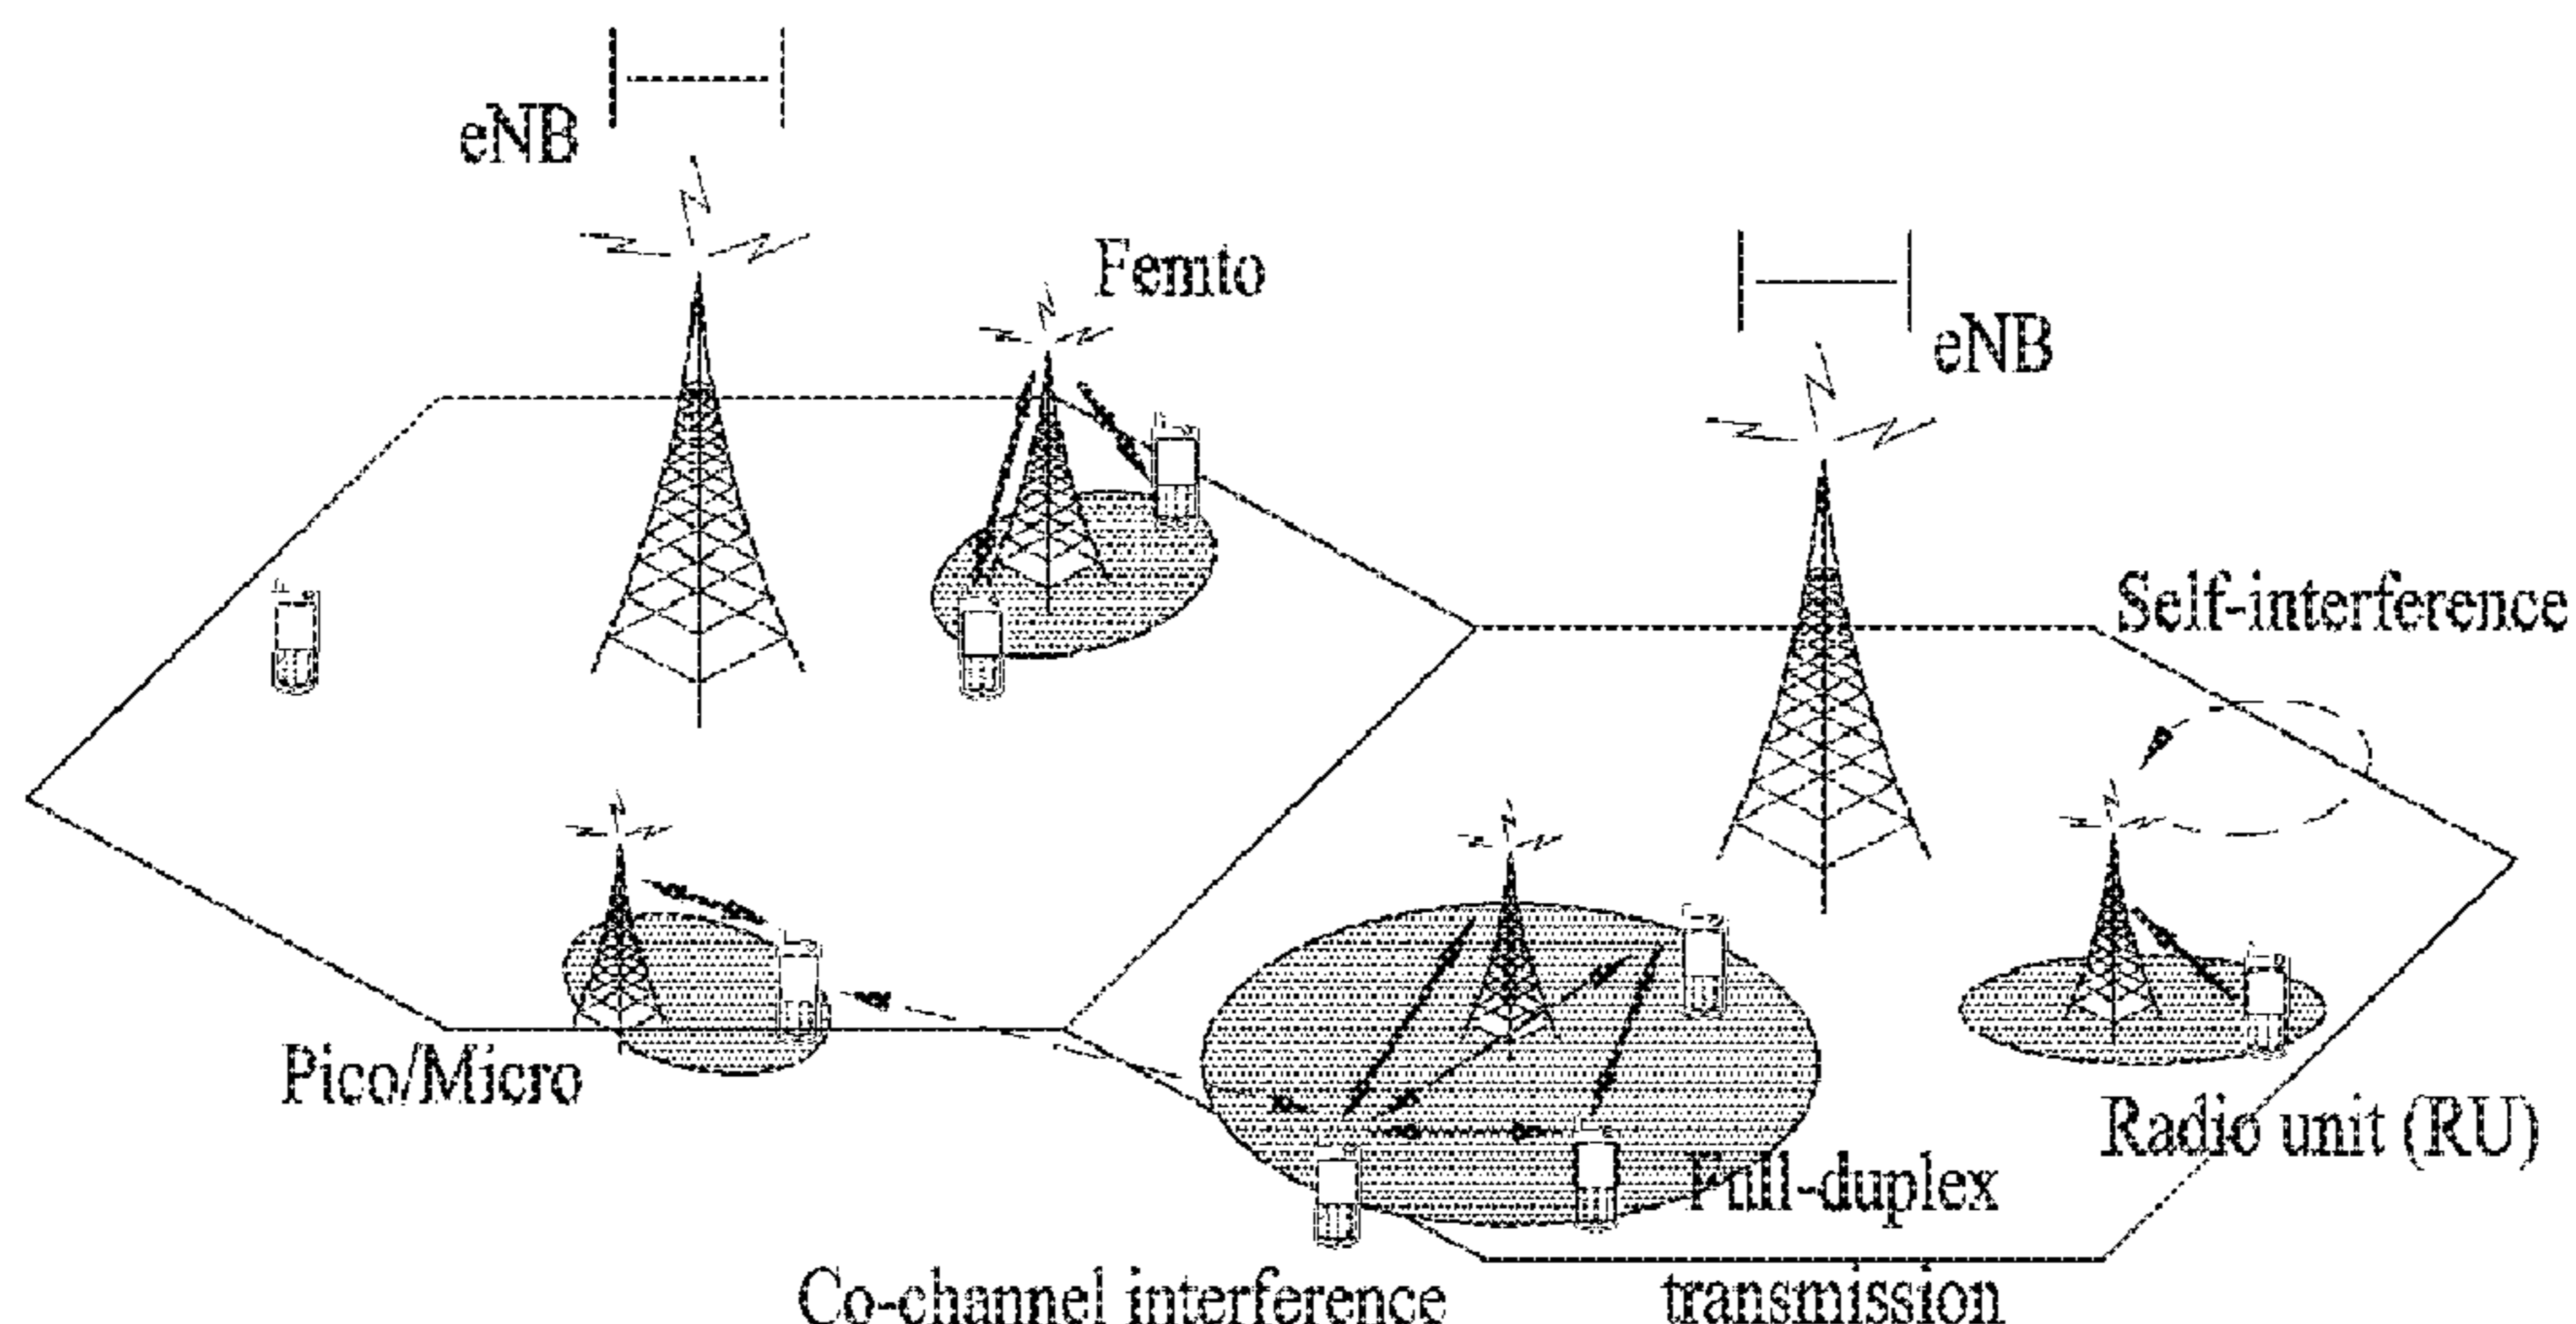 eNB
Femto
eNB
Self-interference
Pico/Micro
Radio unit (RU)
Full-duplex
transmission
Co-channel interference